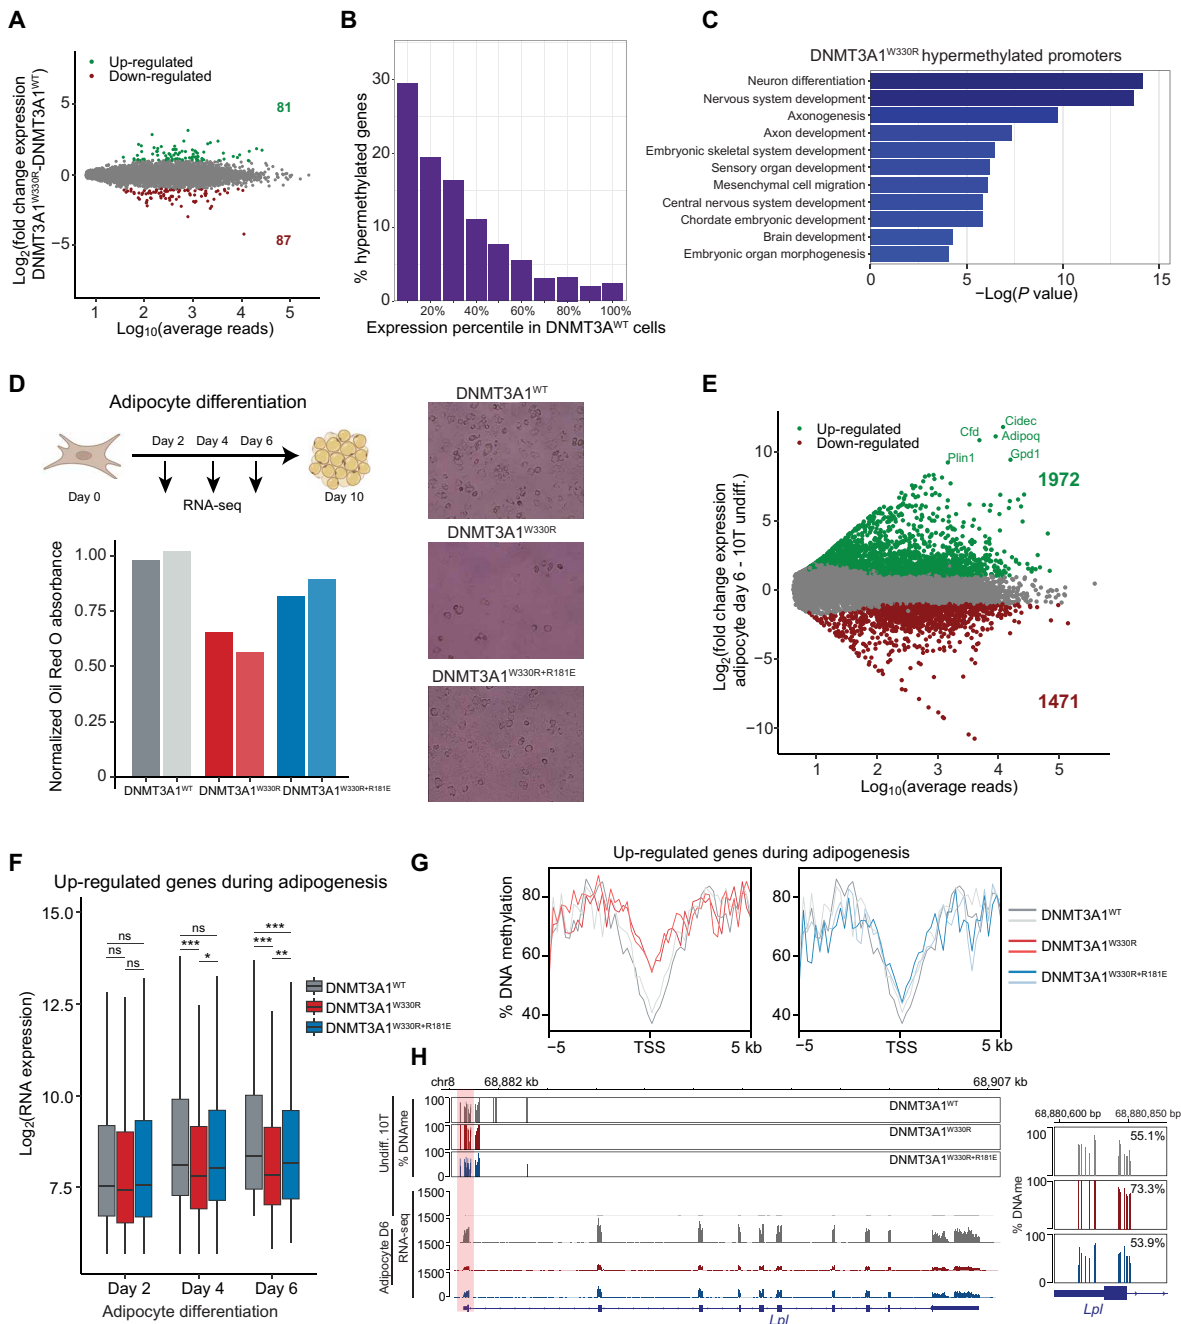 A
Up-regulated
Down-regulated
Log2(fold change expression
DNMT3A1W330R-DNMT3A1WT)
5
0
−5
81
87
1 2 3 4 5
Log10(average reads)
B
% hypermethylated genes
30
20
10
0
20% 40% 60% 80% 100%
Expression percentile in DNMT3AWT cells
C
DNMT3A1W330R hypermethylated promoters
Neuron differentiation
Nervous system development
Axonogenesis
Axon development
Embryonic skeletal system development
Sensory organ development
Mesenchymal cell migration
Central nervous system development
Chordate embryonic development
Brain development
Embryonic organ morphogenesis
0 5 10 15
−Log(P value)
D
Adipocyte differentiation
Day 2 Day 4 Day 6
Day 0
RNA-seq
Day 10
Normalized Oil Red O absorbance
1.00
0.75
0.50
0.25
0
DNMT3A1WT DNMT3A1W330R DNMT3A1W330R+R181E
DNMT3A1WT
DNMT3A1W330R
DNMT3A1W330R+R181E
E
Up-regulated
Down-regulated
Cidec
Cfd
Adipoq
Plin1
Gpd1
1972
1471
Log2(fold change expression
adipocyte day 6 - 10T undiff.)
10
5
0
−5
−10
1 2 3 4 5
Log10(average reads)
F
Up-regulated genes during adipogenesis
Log2(RNA expression)
15.0
12.5
10.0
7.5
ns
ns
ns
ns
***
*
***
***
**
DNMT3A1WT
DNMT3A1W330R
DNMT3A1W330R+R181E
Day 2 Day 4 Day 6
Adipocyte differentiation
G
Up-regulated genes during adipogenesis
% DNA methylation
80
60
40
−5 TSS 5 kb
80
60
40
−5 TSS 5 kb
DNMT3A1WT
DNMT3A1W330R
DNMT3A1W330R+R181E
H
chr8 68,882 kb 68,907 kb
Undiff. 10T
% DNAme
100
100
100
0
DNMT3A1WT
DNMT3A1W330R
DNMT3A1W330R+R181E
Adipocyte D6
RNA-seq
1500
1500
1500
1500
0
Lpl
68,880,600 bp 68,880,850 bp
% DNAme
100
55.1%
100
73.3%
100
53.9%
0
Lpl